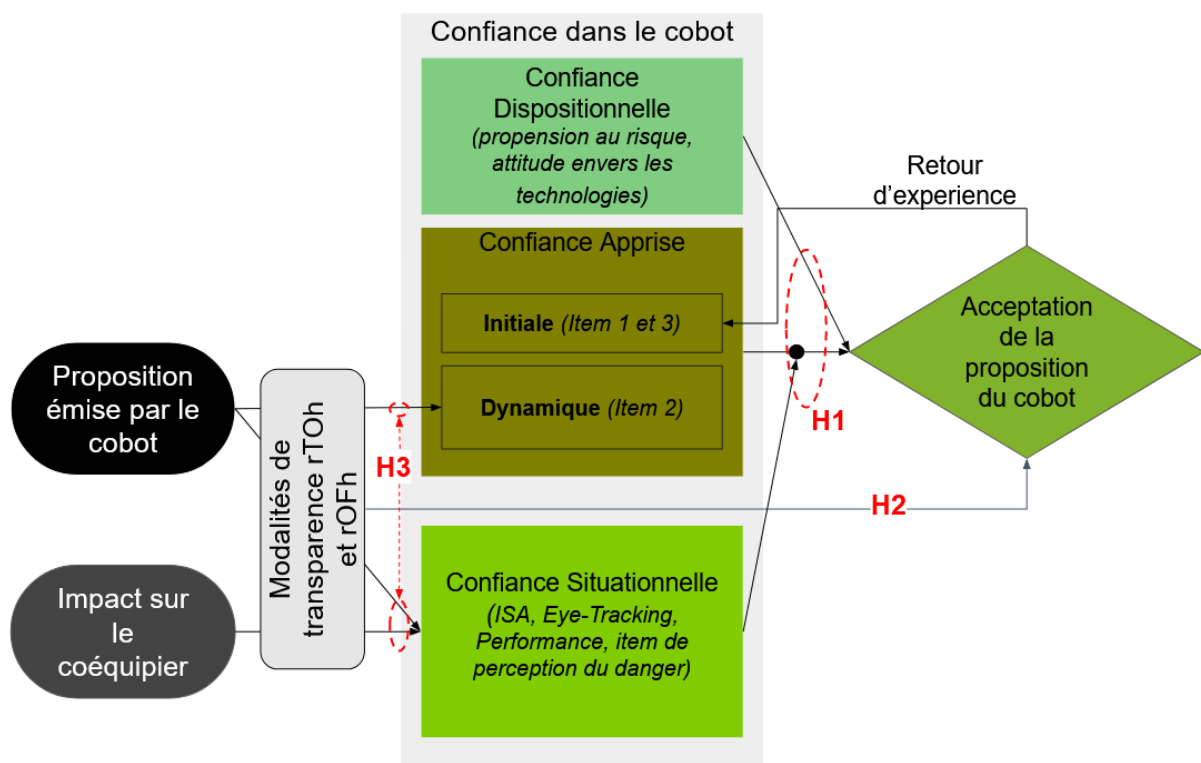 Confiance dans le cobot
Confiance
Dispositionnelle
(propension au risque,
attitude envers les
technologies)
Retour
d’experience
Confiance Apprise
Initiale (Item 1 et 3)
Dynamique (Item 2)
Proposition
émise par le
cobot
Modalités de
transparence rTOh
et rOFh
H3
H1
Acceptation
de la
proposition
du cobot
H2
Impact sur
le
coéquipier
Confiance Situationnelle
(ISA, Eye-Tracking,
Performance, item de
perception du danger)